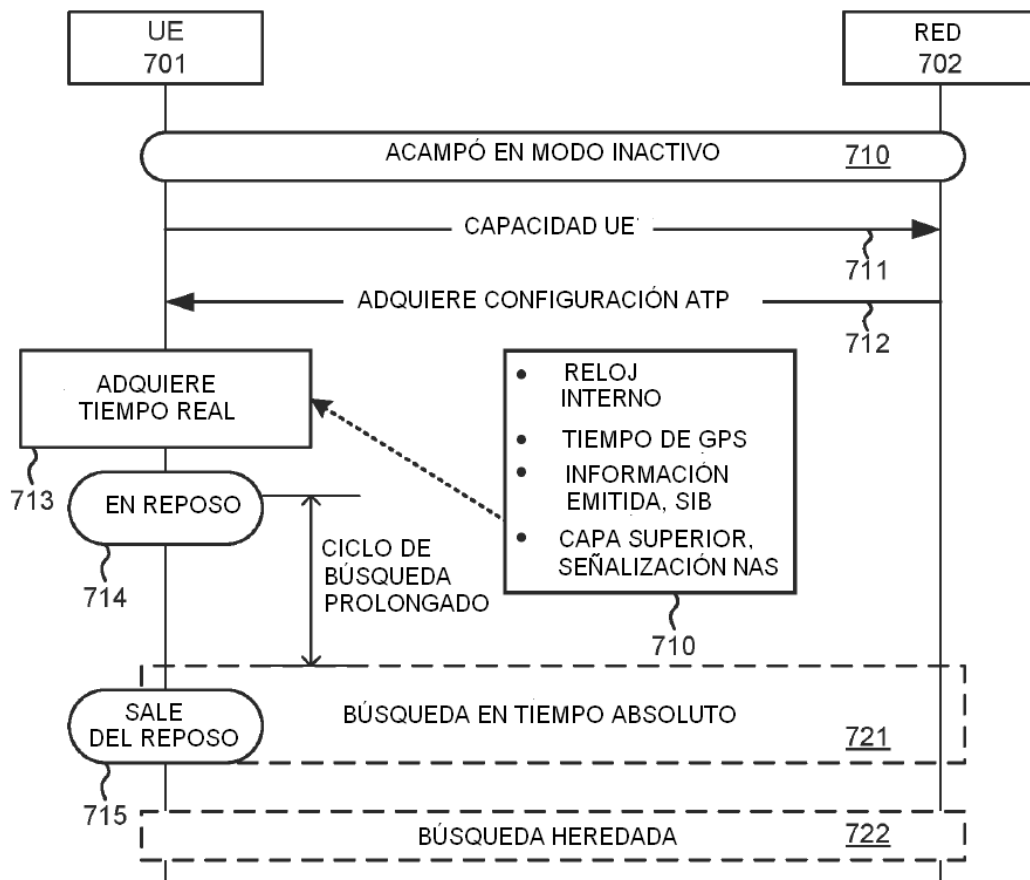 UE
701
RED
702
ACAMPÓ EN MODO INACTIVO
710
CAPACIDAD UE
711
ADQUIERE CONFIGURACIÓN ATP
712
ADQUIERE
TIEMPO REAL
713
• RELOJ
INTERNO
• TIEMPO DE GPS
• INFORMACIÓN
EMITIDA, SIB
• CAPA SUPERIOR,
SEÑALIZACIÓN NAS
710
EN REPOSO
714
CICLO DE
BÚSQUEDA
PROLONGADO
SALE
DEL REPOSO
715
BÚSQUEDA EN TIEMPO ABSOLUTO
721
BÚSQUEDA HEREDADA
722